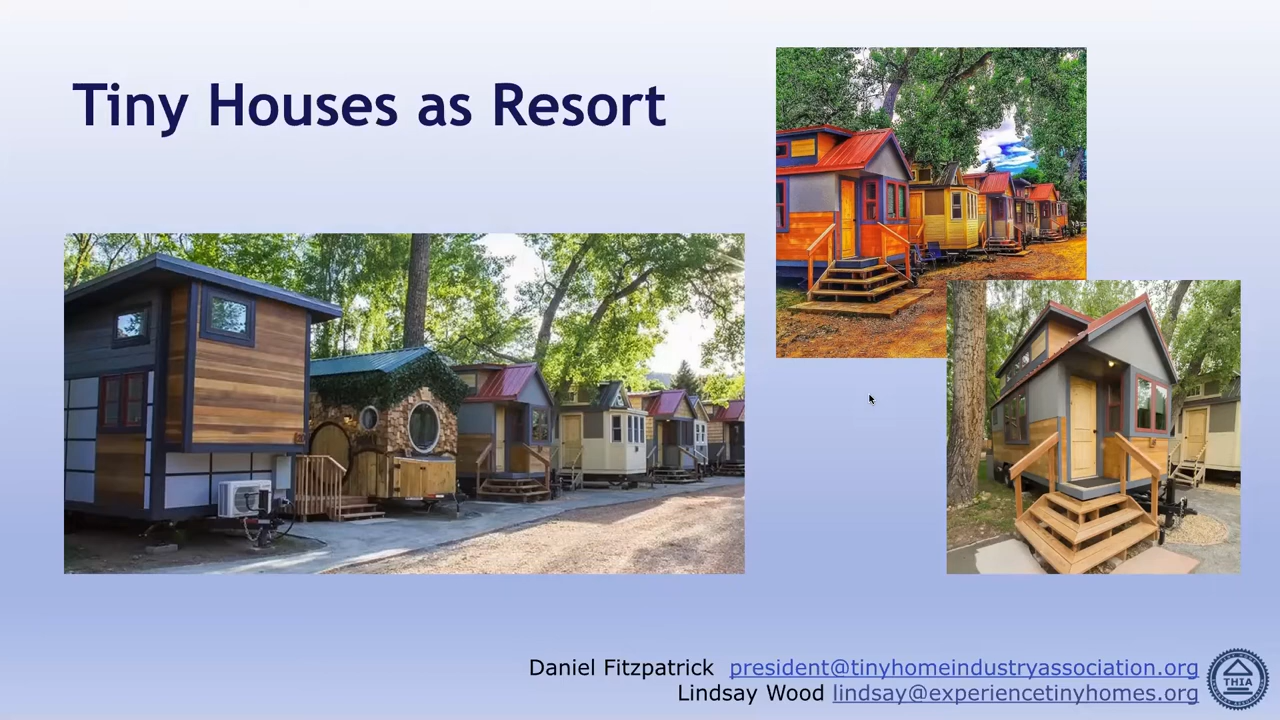 Tiny Houses as Resort
Daniel Fitzpatrick president@tinyhomeindustryassociation.org
Lindsay Wood lindsay@experiencetinyhomes.org
THIA